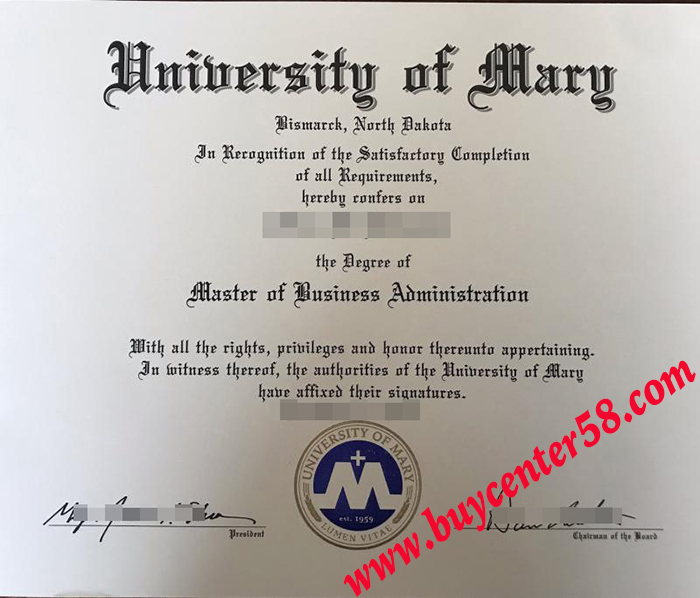 University of Mary
Bismarck, North Dakota
In Recognition of the Satisfactory Completion
of all Requirements,
hereby confers on
the Degree of
Master of Business Administration
With all the rights, privileges and honor thereunto appertaining.
In witness thereof, the authorities of the University of Mary
have affixed their signatures.
UNIVERSITY OF MARY
est. 1959
LUMEN VITAE
President
Chairman of the Board
www.buycenter58.com